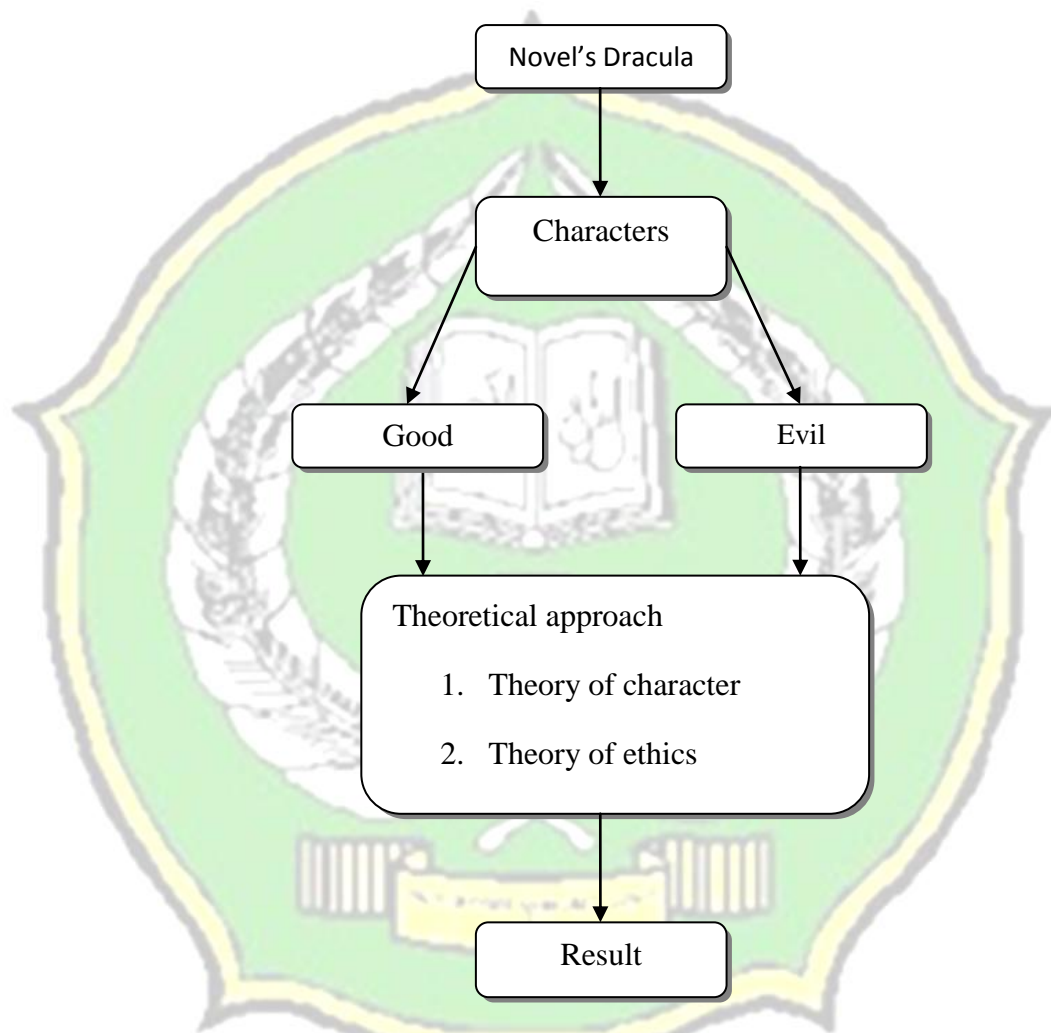 Novel’s Dracula
Characters
Good
Evil
Theoretical approach
1. Theory of character
2. Theory of ethics
Result